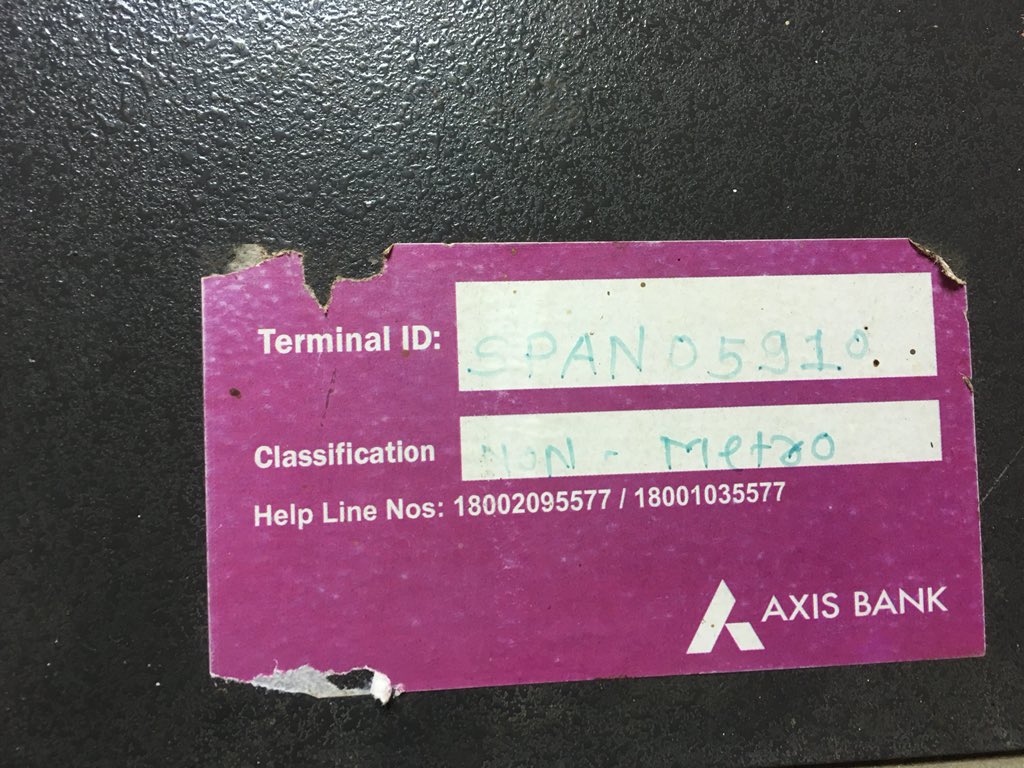 Terminal ID: SPAN05910
Classification NON - Metro
Help Line Nos: 18002095577 / 18001035577
AXIS BANK